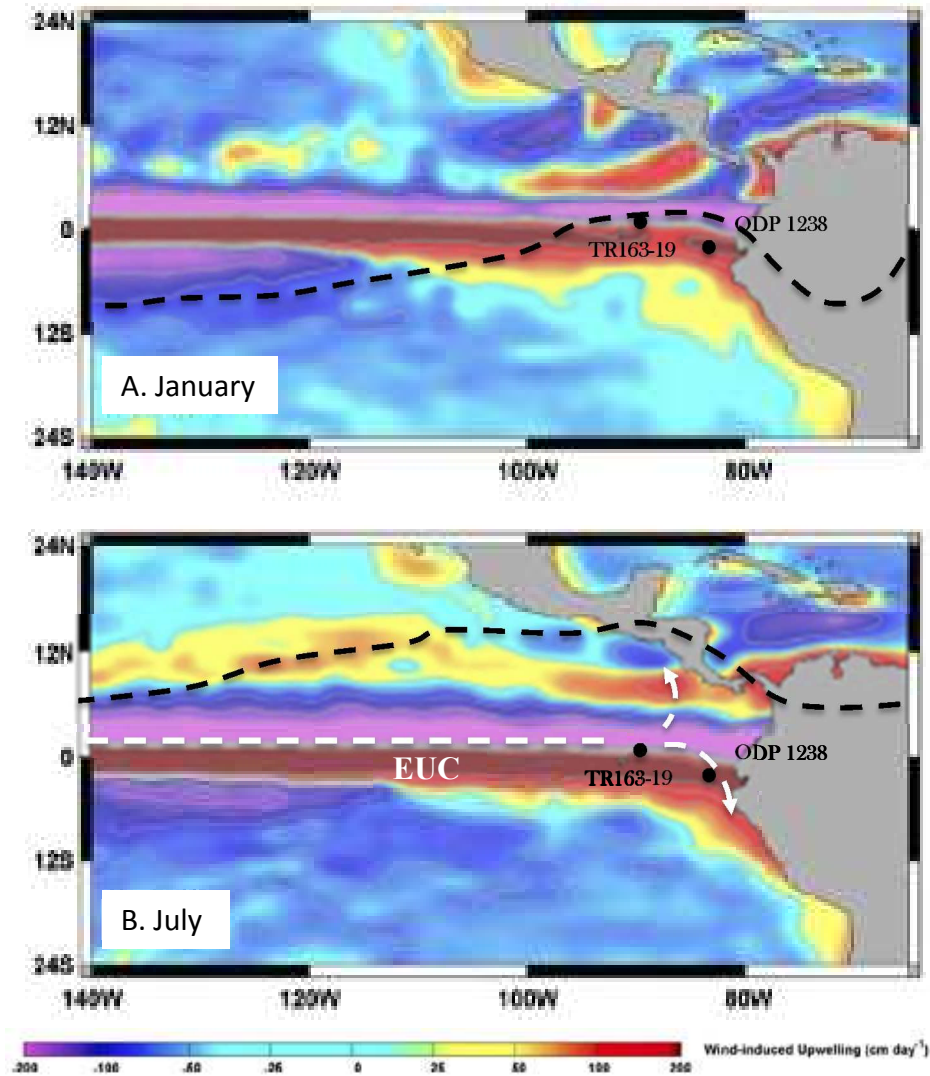 24N
12N
0
12S
24S
ODP 1238
TR163-19
A. January
140W 120W 100W 80W
24N
12N
0
12S
24S
ODP 1238
TR163-19
EUC
B. July
140W 120W 100W 80W
-200 -100 -50 -25 0 25 50 100 200
Wind-induced Upwelling (cm day⁻¹)